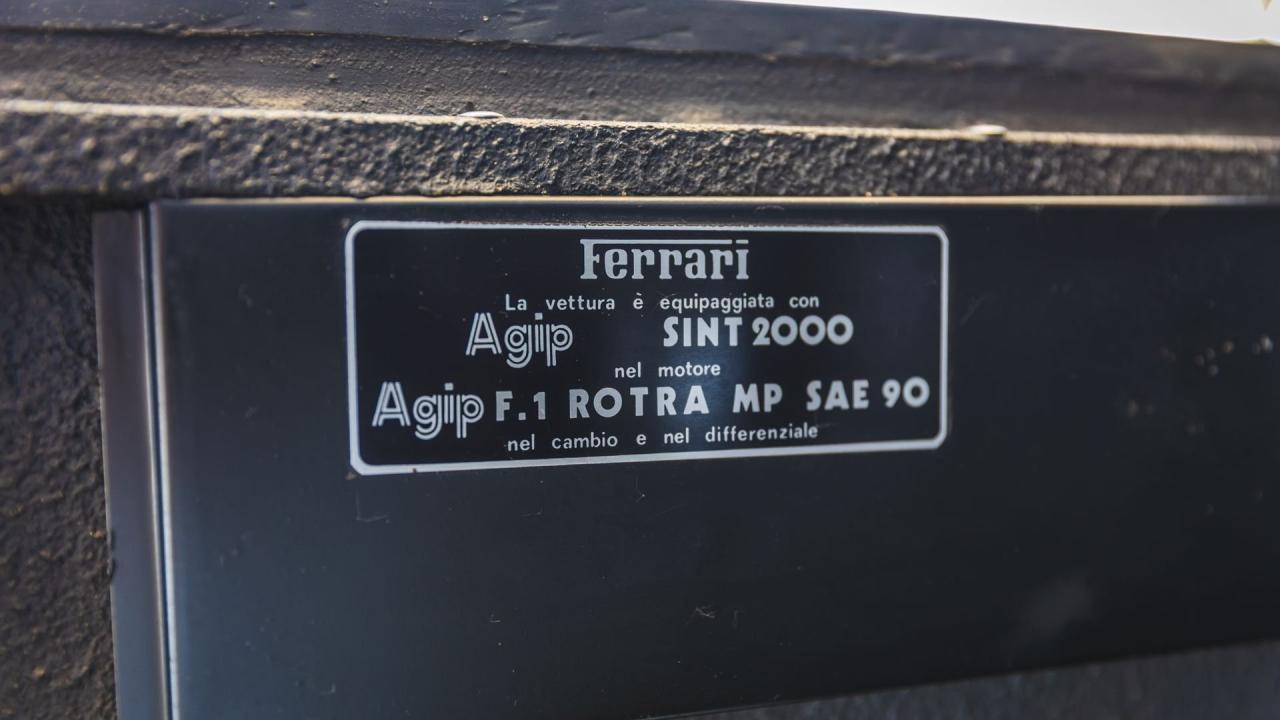 Ferrari
La vettura è equipaggiata con
Agip SINT 2000
nel motore
Agip F.1 ROTRA MP SAE 90
nel cambio e nel differenziale